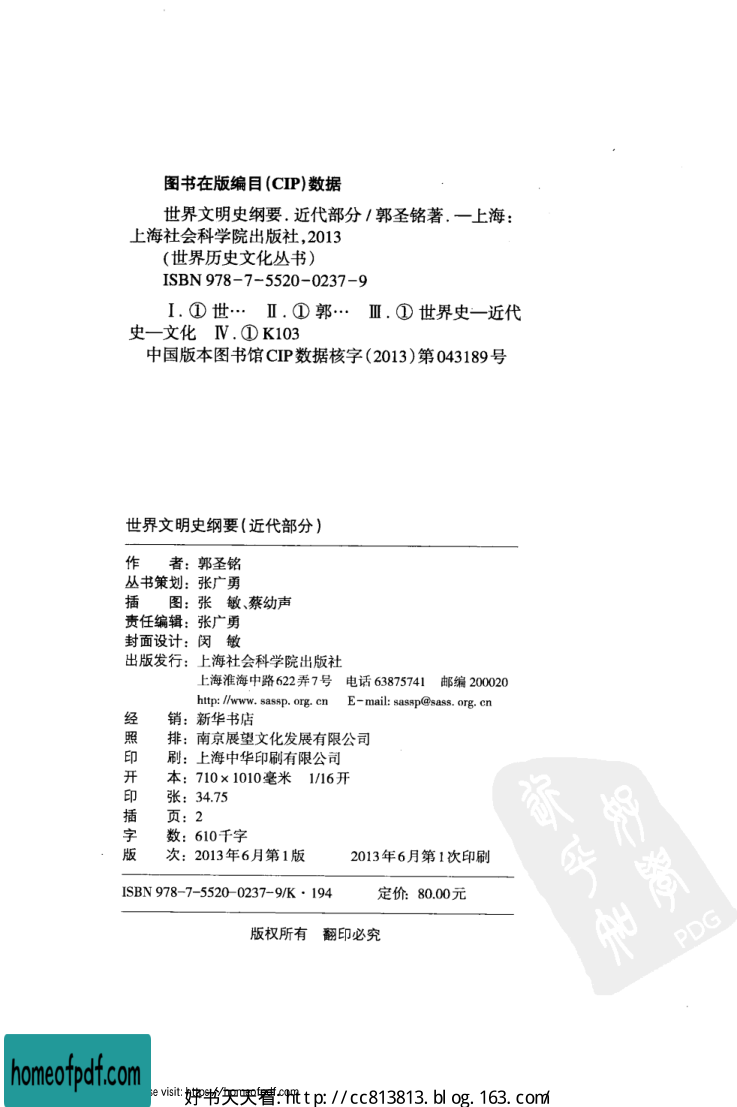 图书在版编目(CIP)数据
世界文明史纲要.近代部分/郭圣铭著.—上海:
上海社会科学院出版社,2013
(世界历史文化丛书)
ISBN 978-7-5520-0237-9
Ⅰ.①世… Ⅱ.①郭… Ⅲ.①世界史—近代
史—文化 Ⅳ.①K103
中国版本图书馆CIP数据核字(2013)第043189号
世界文明史纲要(近代部分)
作 者: 郭圣铭
丛书策划: 张广勇
插 图: 张 敏、蔡幼声
责任编辑: 张广勇
封面设计: 闵 敏
出版发行: 上海社会科学院出版社
上海淮海中路622弄7号 电话63875741 邮编200020
http://www.sassp.org.cn E-mail: sassp@sass.org.cn
经 销: 新华书店
照 排: 南京展望文化发展有限公司
印 刷: 上海中华印刷有限公司
开 本: 710×1010毫米 1/16开
印 张: 34.75
插 页: 2
字 数: 610千字
版 次: 2013年6月第1版 2013年6月第1次印刷
ISBN 978-7-5520-0237-9/K·194 定价: 80.00元
版权所有 翻印必究
PDG
homeofpdf.com
se visit: https://homeofpdf.com
好书天天看:http://cc813813.blog.163.com/